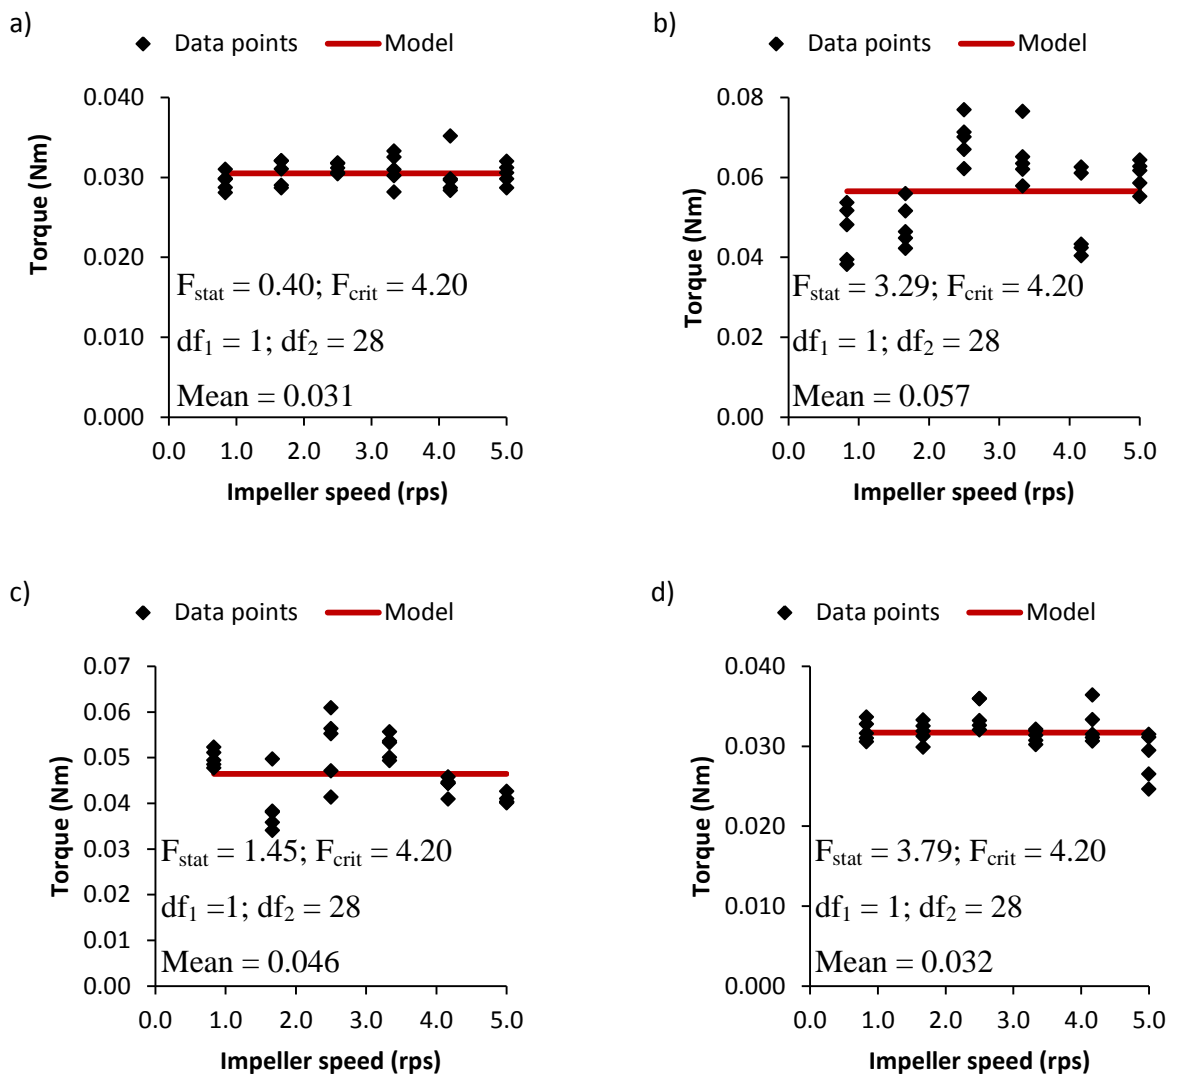 a)
Data points Model
0.040
0.030
0.020
0.010
0.000
Torque (Nm)
F_stat = 0.40; F_crit = 4.20
df₁ = 1; df₂ = 28
Mean = 0.031
0.0 1.0 2.0 3.0 4.0 5.0
Impeller speed (rps)
b)
Data points Model
0.08
0.06
0.04
0.02
0.00
Torque (Nm)
F_stat = 3.29; F_crit = 4.20
df₁ = 1; df₂ = 28
Mean = 0.057
0.0 1.0 2.0 3.0 4.0 5.0
Impeller speed (rps)
c)
Data points Model
0.07
0.06
0.05
0.04
0.03
0.02
0.01
0.00
Torque (Nm)
F_stat = 1.45; F_crit = 4.20
df₁ =1; df₂ = 28
Mean = 0.046
0.0 1.0 2.0 3.0 4.0 5.0
Impeller speed (rps)
d)
Data points Model
0.040
0.030
0.020
0.010
0.000
Torque (Nm)
F_stat = 3.79; F_crit = 4.20
df₁ = 1; df₂ = 28
Mean = 0.032
0.0 1.0 2.0 3.0 4.0 5.0
Impeller speed (rps)